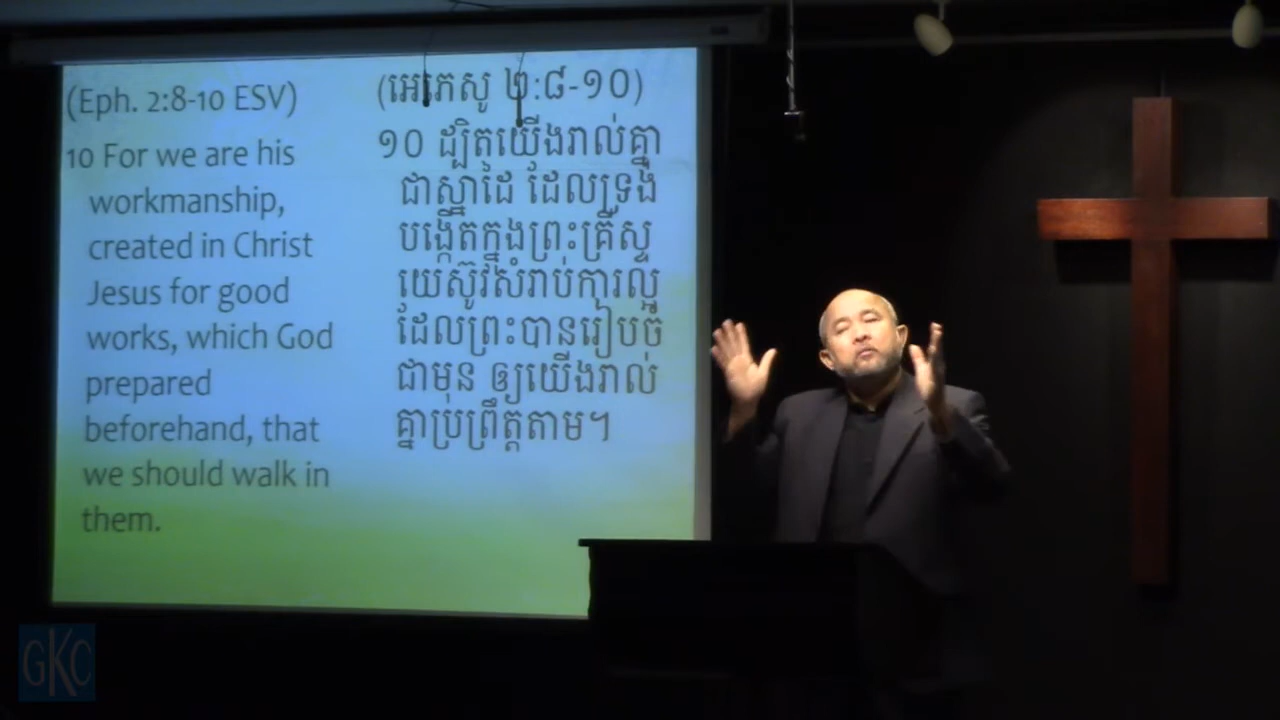 (Eph. 2:8-10 ESV)
10 For we are his
workmanship,
created in Christ
Jesus for good
works, which God
prepared
beforehand, that
we should walk in
them.
(អេភេសូ ២:៨-១០)
១០ ដ្បិតយើងរាល់គ្នា
ជាស្នាដៃ ដែលទ្រង់
បង្កើតក្នុងព្រះគ្រីស្ទ
យេស៊ូវសំរាប់ការល្អ
ដែលព្រះបានរៀបចំ
ជាមុន ឲ្យយើងរាល់
គ្នាប្រព្រឹត្តតាម។
GKC